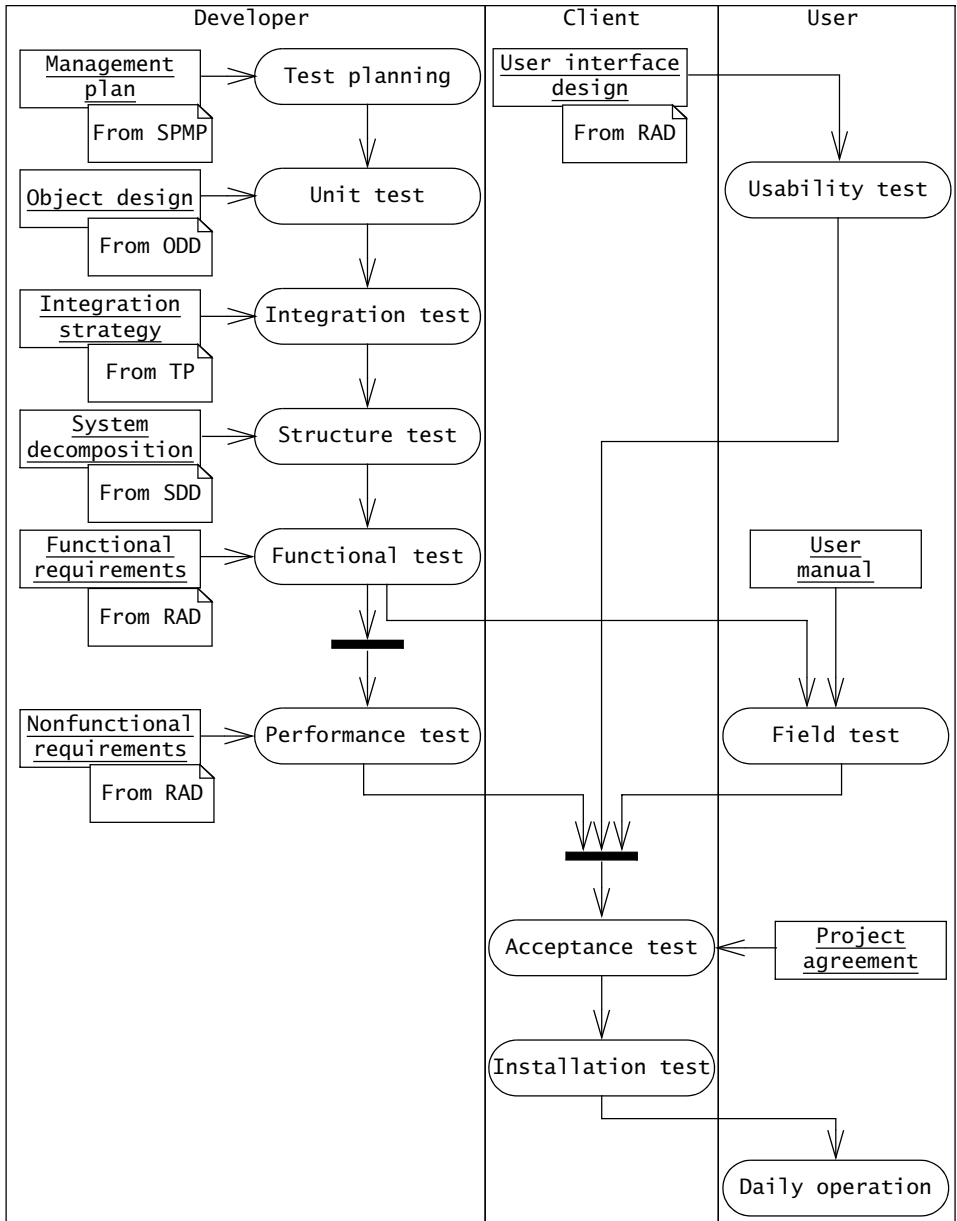 Developer
Client
User
Management
plan
Test planning
User interface
design
From SPMP
From RAD
Object design
Unit test
Usability test
From ODD
Integration
strategy
Integration test
From TP
System
decomposition
Structure test
From SDD
Functional
requirements
Functional test
User
manual
From RAD
Nonfunctional
requirements
Performance test
Field test
From RAD
Acceptance test
Project
agreement
Installation test
Daily operation